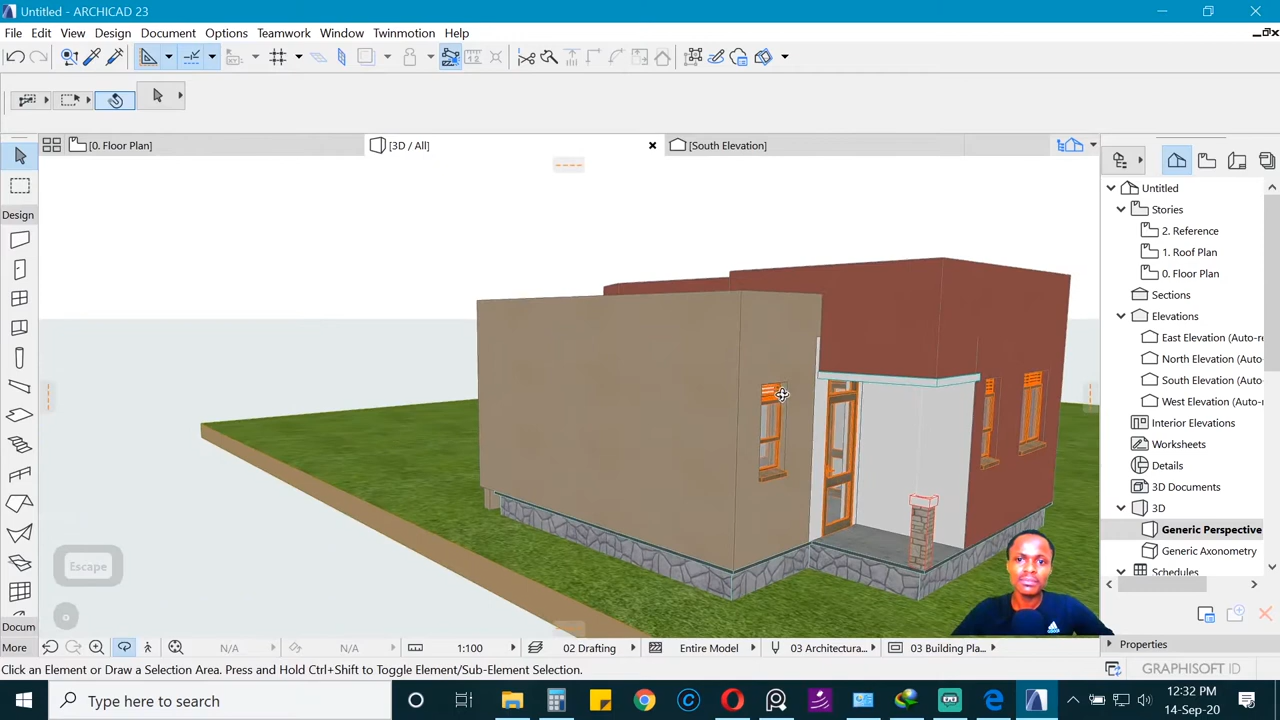 Untitled - ARCHICAD 23
File Edit View Design Document Options Teamwork Window Twinmotion Help
[0. Floor Plan]
[3D / All]
[South Elevation]
Design
Untitled
Stories
2. Reference
1. Roof Plan
0. Floor Plan
Sections
Elevations
East Elevation (Auto-re
North Elevation (Auto-
South Elevation (Auto-
West Elevation (Auto-r
Interior Elevations
Worksheets
Details
3D Documents
3D
Generic Perspective
Generic Axonometry
Schedules
Escape
Docum
More
N/A
N/A
1:100
02 Drafting
Entire Model
03 Architectura...
03 Building Pla...
Properties
Click an Element or Draw a Selection Area. Press and Hold Ctrl+Shift to Toggle Element/Sub-Element Selection.
GRAPHISOFT ID
Type here to search
12:32 PM
14-Sep-20